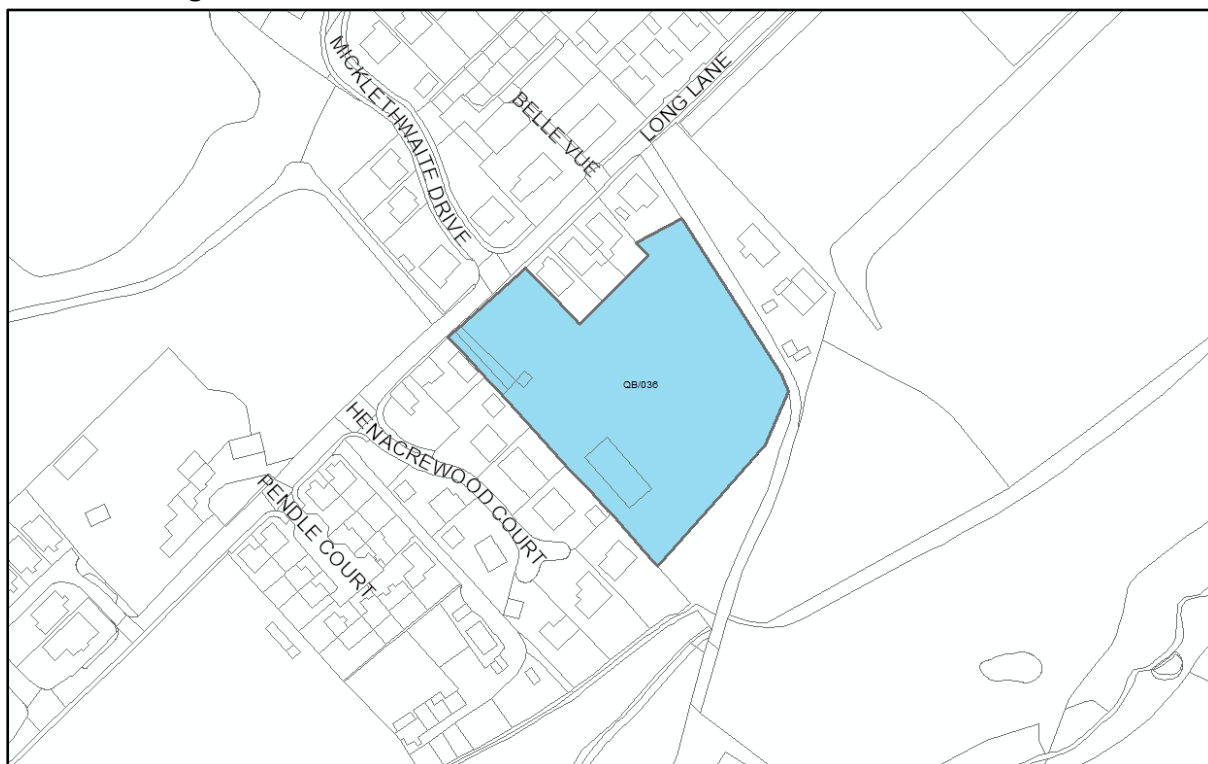 MICKLETHWAITE DRIVE
BELLE VUE
LONG LANE
QB/036
HENACREWOOD COURT
PENDLE COURT